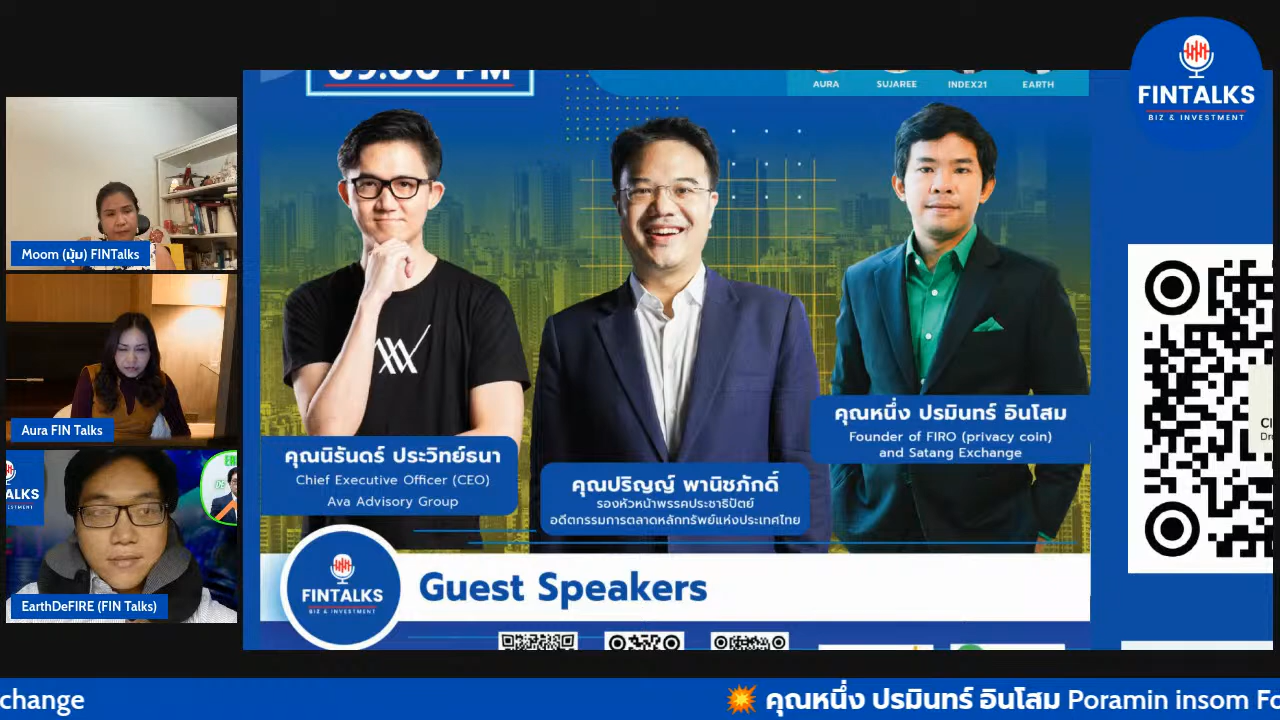 09.00 PM
AURA
SUJAREE
INDEX21
EARTH
FINTALKS
BIZ & INVESTMENT
Moom (มุ้ม) FINTalks
Aura FIN Talks
EarthDeFIRE (FIN Talks)
คุณนิรันดร์ ประวิทย์ธนา
Chief Executive Officer (CEO)
Ava Advisory Group
คุณปริญญ์ พานิชภักดิ์
รองหัวหน้าพรรคประชาธิปัตย์
อดีตกรรมการตลาดหลักทรัพย์แห่งประเทศไทย
คุณหนึ่ง ปรมินทร์ อินโสม
Founder of FIRO (privacy coin)
and Satang Exchange
FINTALKS
BIZ & INVESTMENT
Guest Speakers
change
💥 คุณหนึ่ง ปรมินทร์ อินโสม Poramin insom Fo